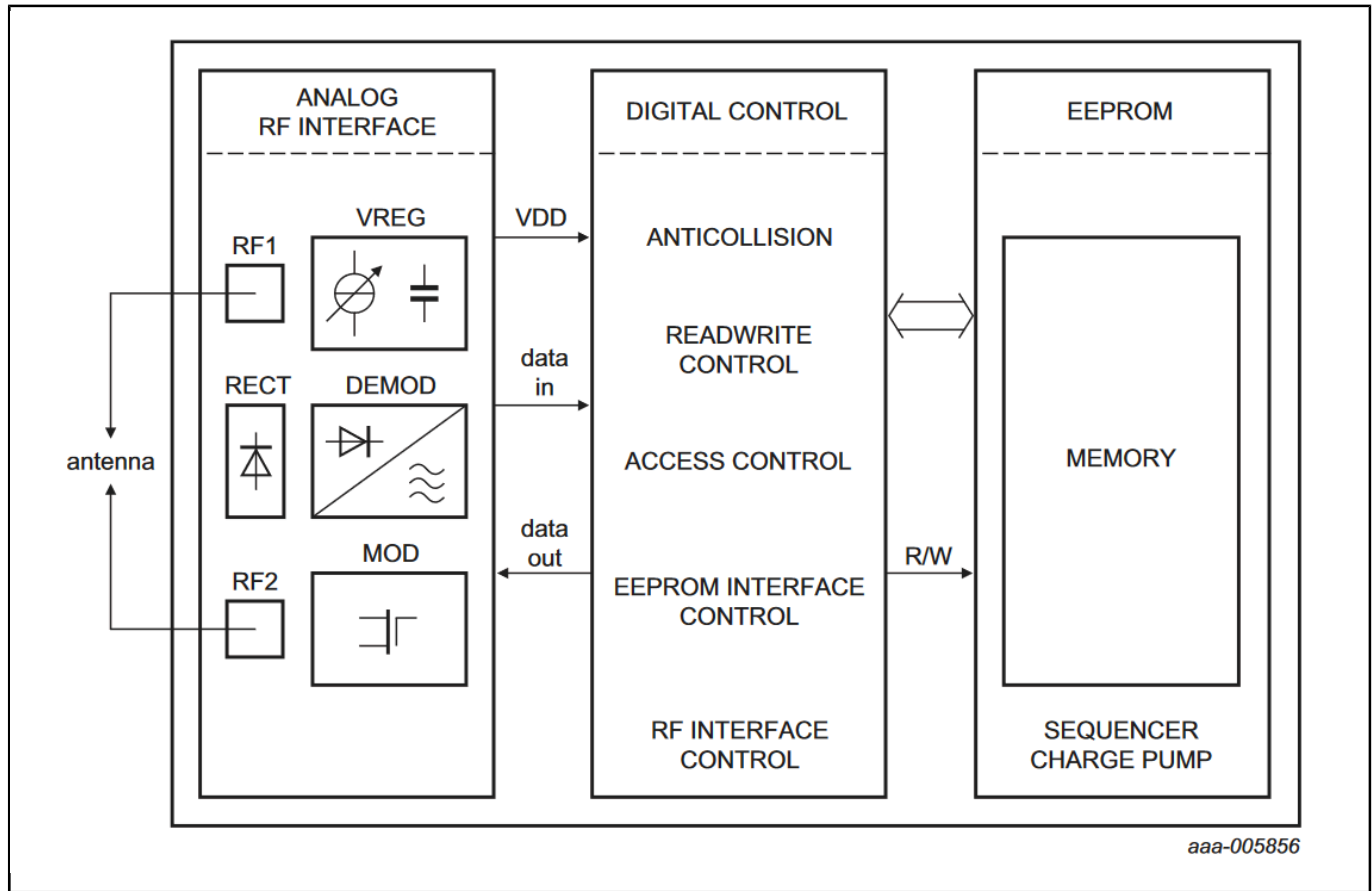 ANALOG
RF INTERFACE
VREG
RF1
RECT
DEMOD
antenna
MOD
RF2
VDD
data
in
data
out
DIGITAL CONTROL
ANTICOLLISION
READWRITE
CONTROL
ACCESS CONTROL
EEPROM INTERFACE
CONTROL
RF INTERFACE
CONTROL
R/W
EEPROM
MEMORY
SEQUENCER
CHARGE PUMP
aaa-005856